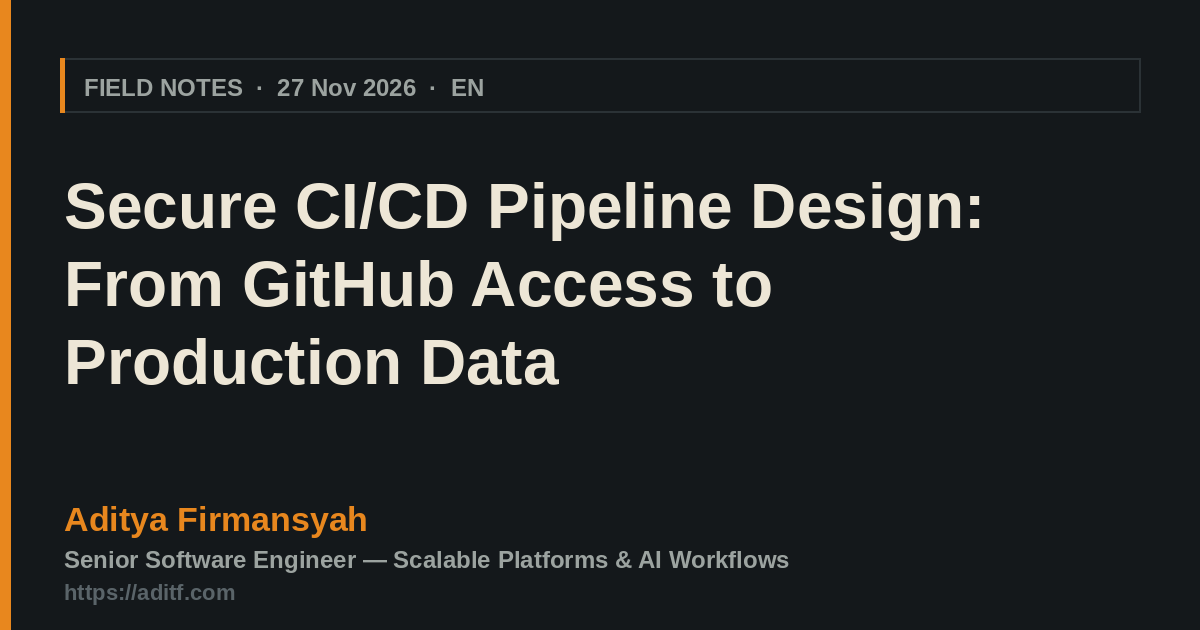 FIELD NOTES · 27 Nov 2026 · EN
Secure CI/CD Pipeline Design:
From GitHub Access to
Production Data
Aditya Firmansyah
Senior Software Engineer — Scalable Platforms & AI Workflows
https://aditf.com